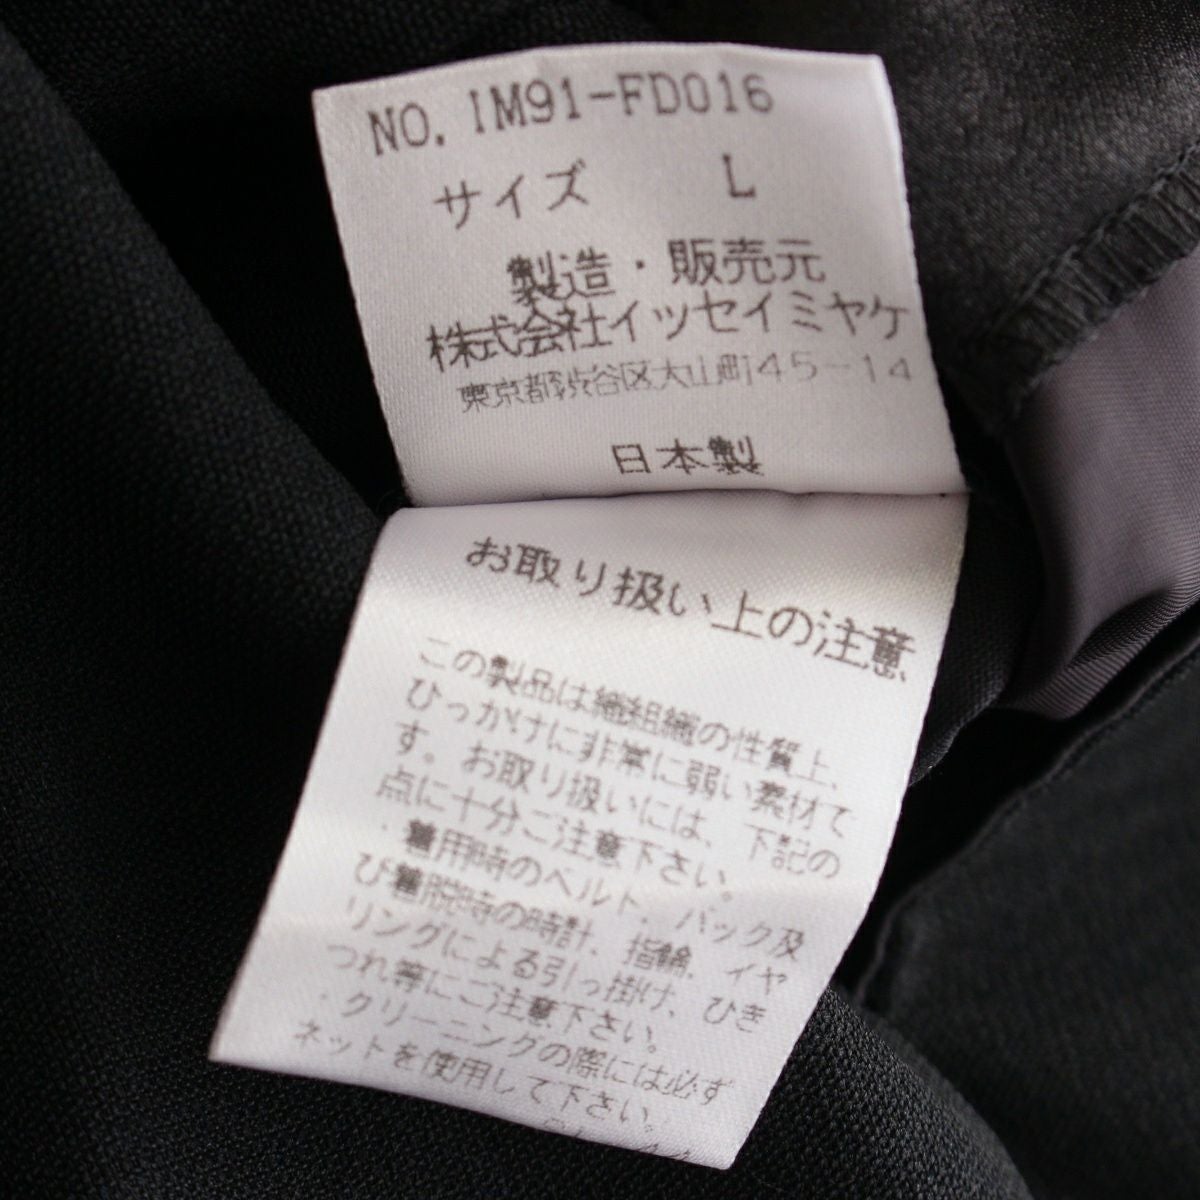 NO. IM91-FD016
サイズ L
製造・販売元
株式会社イッセイミヤケ
東京都渋谷区大山町45-14
日本製
お取り扱い上の注意
この製品は繊組織の性質上、
ひっかけに非常に弱い素材で
す。お取り扱いには、下記の
点に十分ご注意下さい。
・着用時のベルト、バック及
び着脱時の時計、指輪、イヤ
リングによる引っ掛け、ひき
つれ等にご注意下さい。
・クリーニングの際には必ず
ネットを使用して下さい。